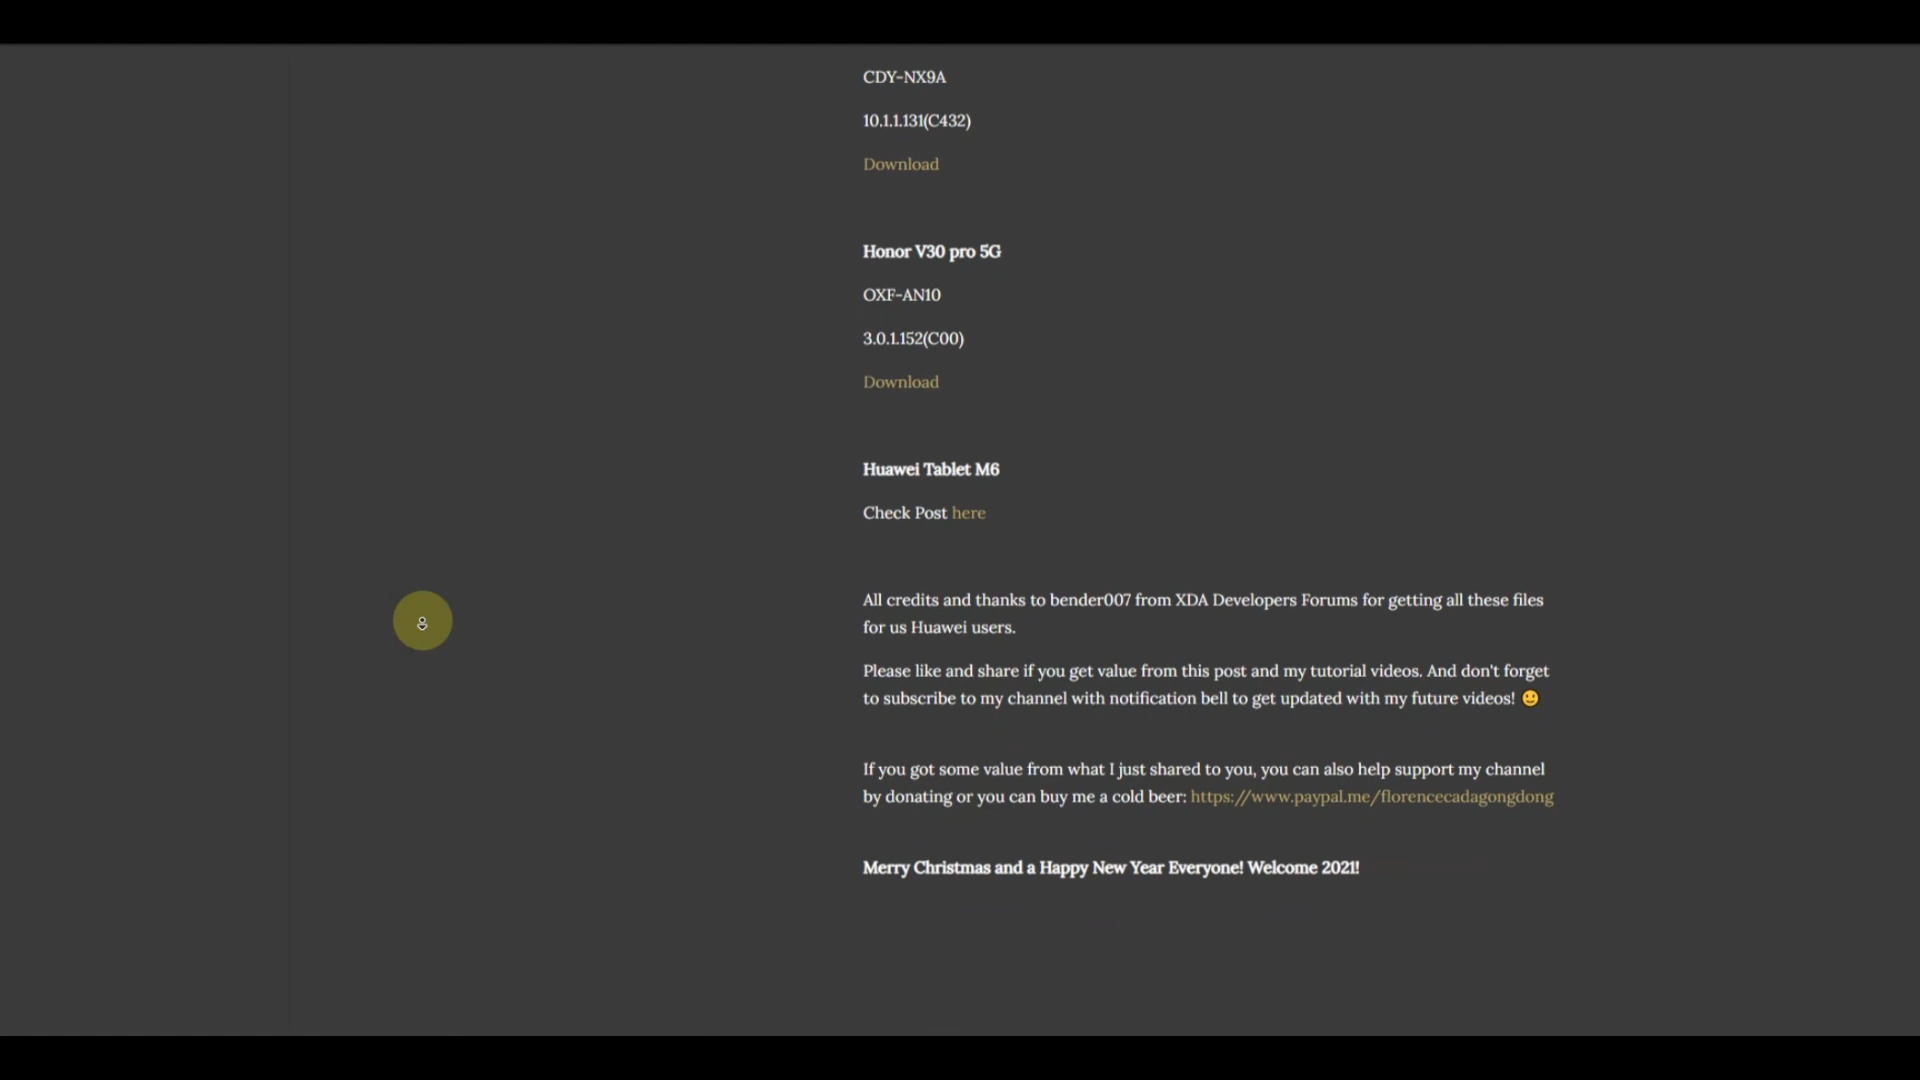 CDY-NX9A
10.1.1.131(C432)
Download
Honor V30 pro 5G
OXF-AN10
3.0.1.152(C00)
Download
Huawei Tablet M6
Check Post here
All credits and thanks to bender007 from XDA Developers Forums for getting all these files
for us Huawei users.
Please like and share if you get value from this post and my tutorial videos. And don't forget
to subscribe to my channel with notification bell to get updated with my future videos! 🙂
If you got some value from what I just shared to you, you can also help support my channel
by donating or you can buy me a cold beer: https://www.paypal.me/florencecadagongdong
Merry Christmas and a Happy New Year Everyone! Welcome 2021!